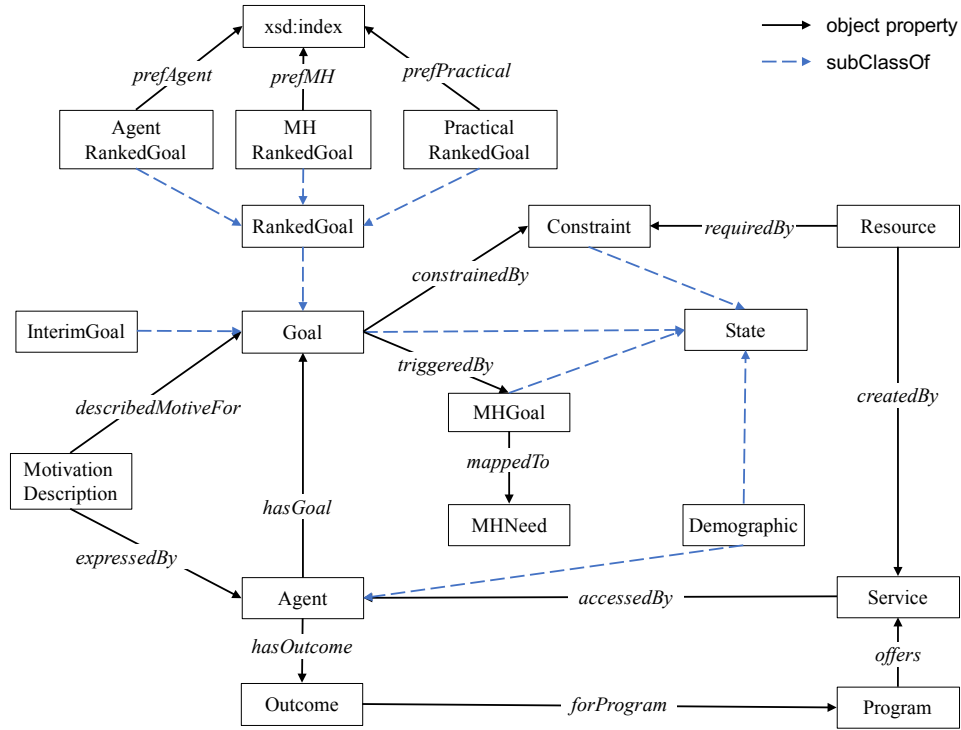 xsd:index
object property
subClassOf
prefAgent
prefMH
prefPractical
Agent
RankedGoal
MH
RankedGoal
Practical
RankedGoal
RankedGoal
Constraint
requiredBy
Resource
constrainedBy
InterimGoal
Goal
State
triggeredBy
describedMotiveFor
MHGoal
createdBy
mappedTo
Motivation
Description
hasGoal
MHNeed
Demographic
expressedBy
Agent
accessedBy
Service
hasOutcome
offers
Outcome
forProgram
Program